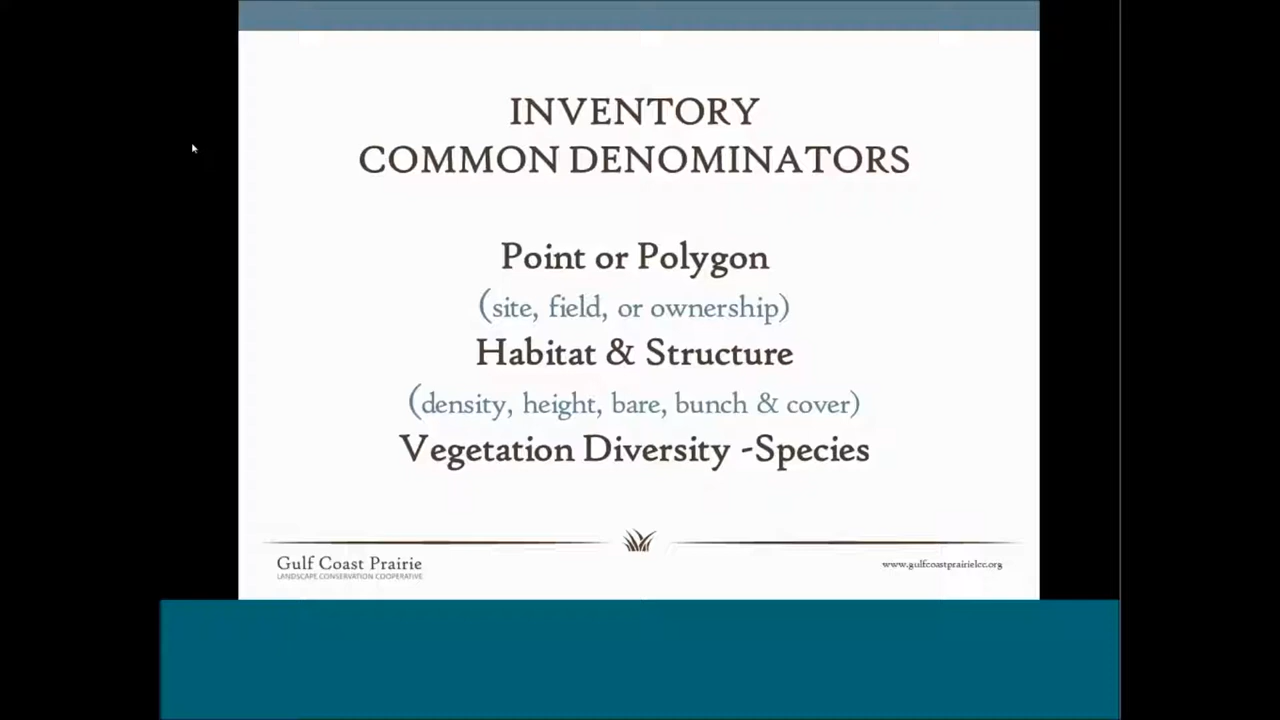 INVENTORY
COMMON DENOMINATORS
Point or Polygon
(site, field, or ownership)
Habitat & Structure
(density, height, bare, bunch & cover)
Vegetation Diversity -Species
Gulf Coast Prairie
LANDSCAPE CONSERVATION COOPERATIVE
www.gulfcoastprairielcc.org